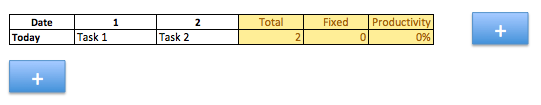 Date 1 2 Total Fixed Productivity +
Today Task 1 Task 2 2 0 0%
+